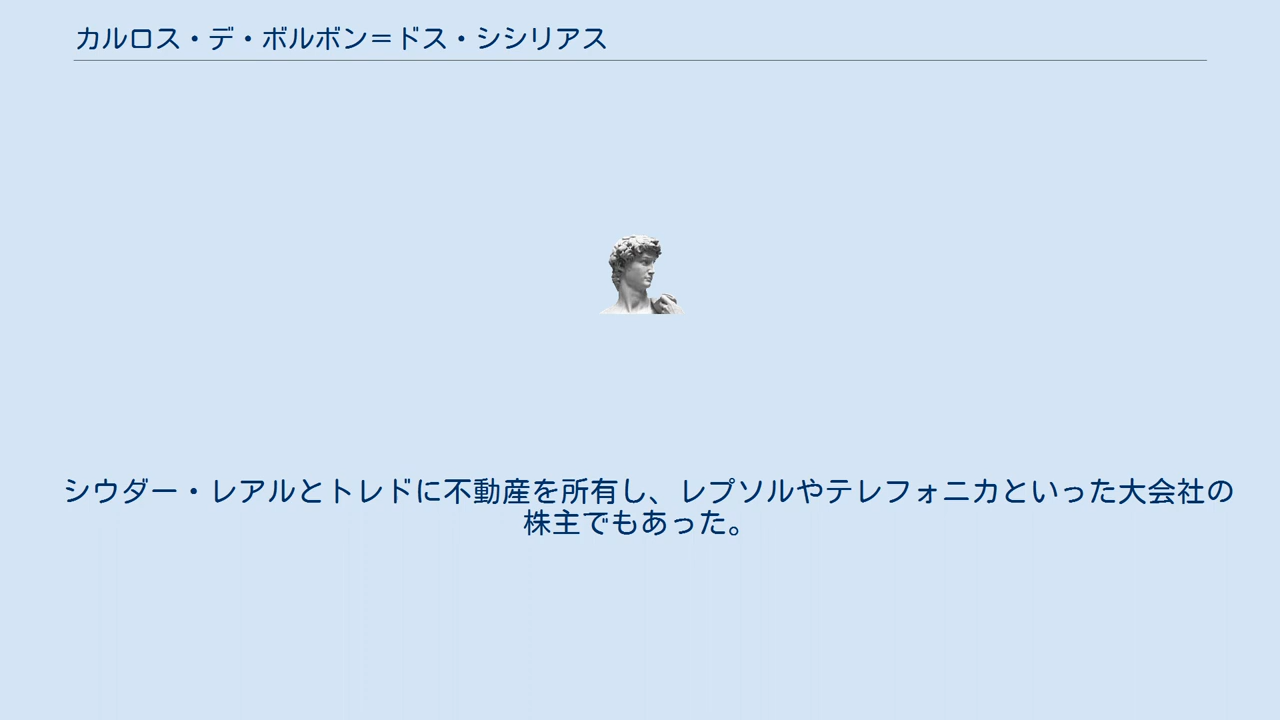 カルロス・デ・ボルボン＝ドス・シシリアス
シウダー・レアルとトレドに不動産を所有し、レプソルやテレフォニカといった大会社の
株主でもあった。